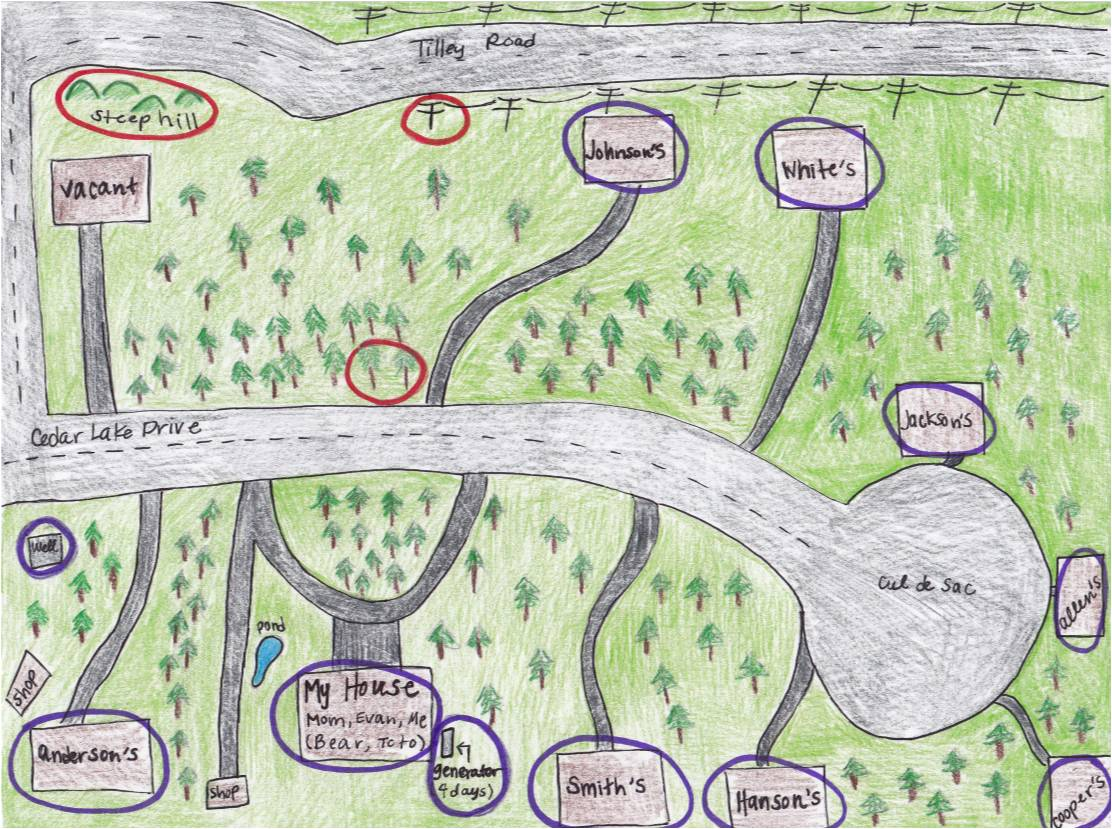 Tilley Road
steep hill
vacant
Johnson's
White's
Cedar Lake Drive
Jackson's
well
cul de sac
allen's
pond
shop
My House
Mom, Evan, Me
(Bear, Toto)
generator
4 days)
anderson's
shop
Smith's
Hanson's
cooper's